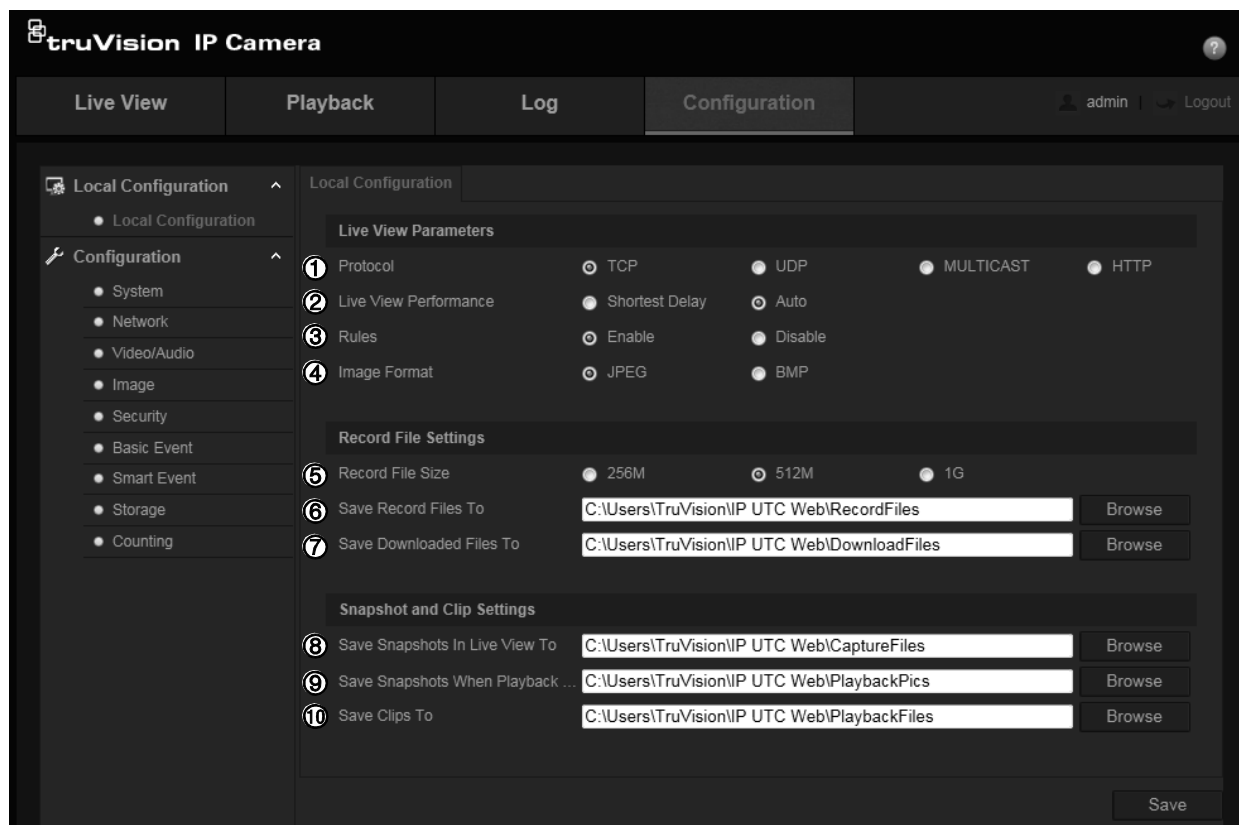 truVision IP Camera
?
Live View Playback Log Configuration admin | Logout
Local Configuration
Local Configuration
Configuration
System
Network
Video/Audio
Image
Security
Basic Event
Smart Event
Storage
Counting
Local Configuration
Live View Parameters
① Protocol TCP UDP MULTICAST HTTP
② Live View Performance Shortest Delay Auto
③ Rules Enable Disable
④ Image Format JPEG BMP
Record File Settings
⑤ Record File Size 256M 512M 1G
⑥ Save Record Files To C:\Users\TruVision\IP UTC Web\RecordFiles Browse
⑦ Save Downloaded Files To C:\Users\TruVision\IP UTC Web\DownloadFiles Browse
Snapshot and Clip Settings
⑧ Save Snapshots In Live View To C:\Users\TruVision\IP UTC Web\CaptureFiles Browse
⑨ Save Snapshots When Playback ... C:\Users\TruVision\IP UTC Web\PlaybackPics Browse
⑩ Save Clips To C:\Users\TruVision\IP UTC Web\PlaybackFiles Browse
Save